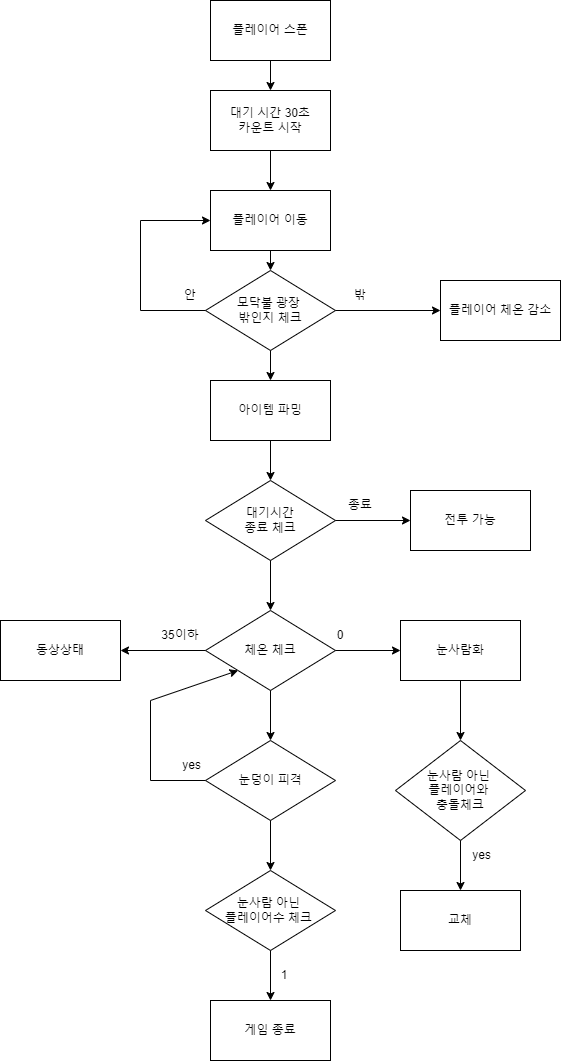 플레이어 스폰
대기 시간 30초
카운트 시작
플레이어 이동
안
모닥불 광장
밖인지 체크
밖
플레이어 체온 감소
아이템 파밍
대기시간
종료 체크
종료
전투 가능
동상상태
35이하
체온 체크
0
눈사람화
yes
눈덩이 피격
눈사람 아닌
플레이어와
충돌체크
yes
눈사람 아닌
플레이어수 체크
교체
1
게임 종료